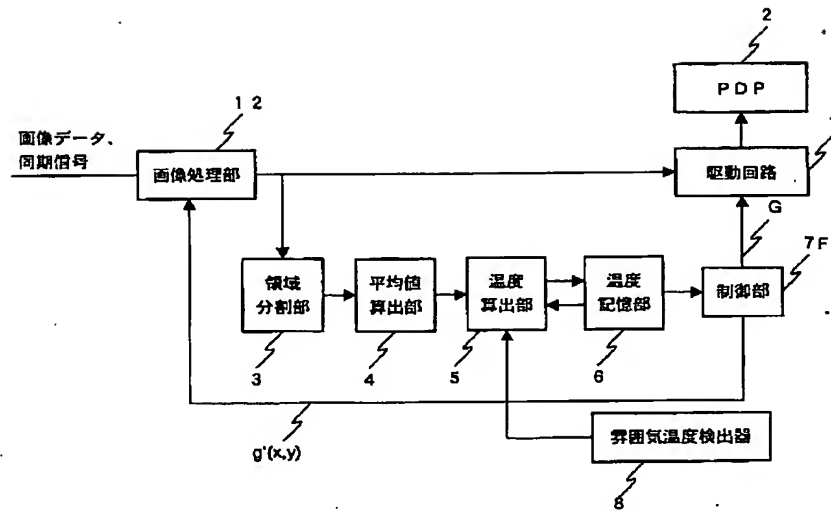 2
PDP
12
画像データ、
同期信号
画像処理部
駆動回路
G
7F
領域
分割部
平均値
算出部
温度
算出部
温度
記憶部
制御部
3
4
5
6
g'(x,y)
雰囲気温度検出器
8